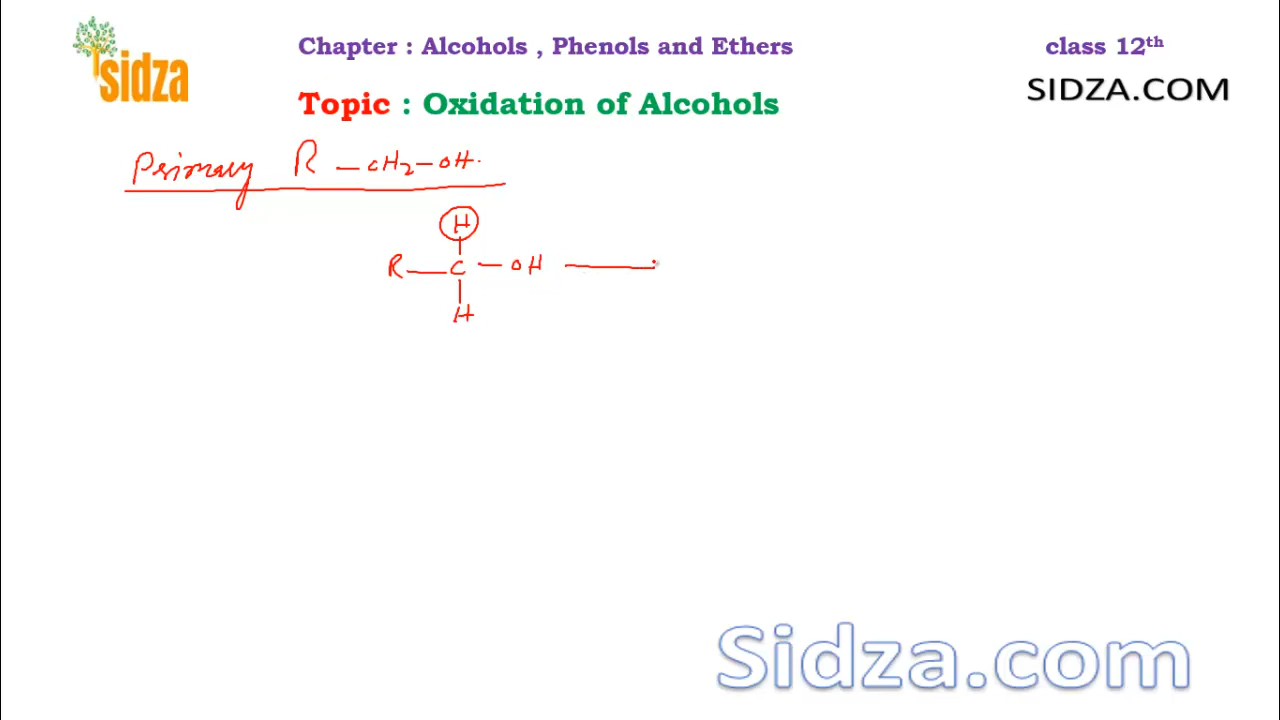 sidza
Chapter : Alcohols , Phenols and Ethers
class 12th
SIDZA.COM
Topic : Oxidation of Alcohols
Primary R – CH2 – OH.
H
R – C – OH
H
Sidza.com